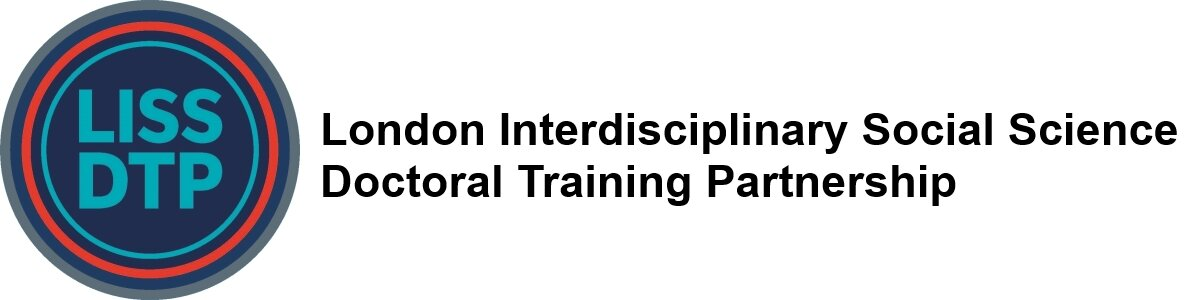 LISS
DTP
London Interdisciplinary Social Science
Doctoral Training Partnership